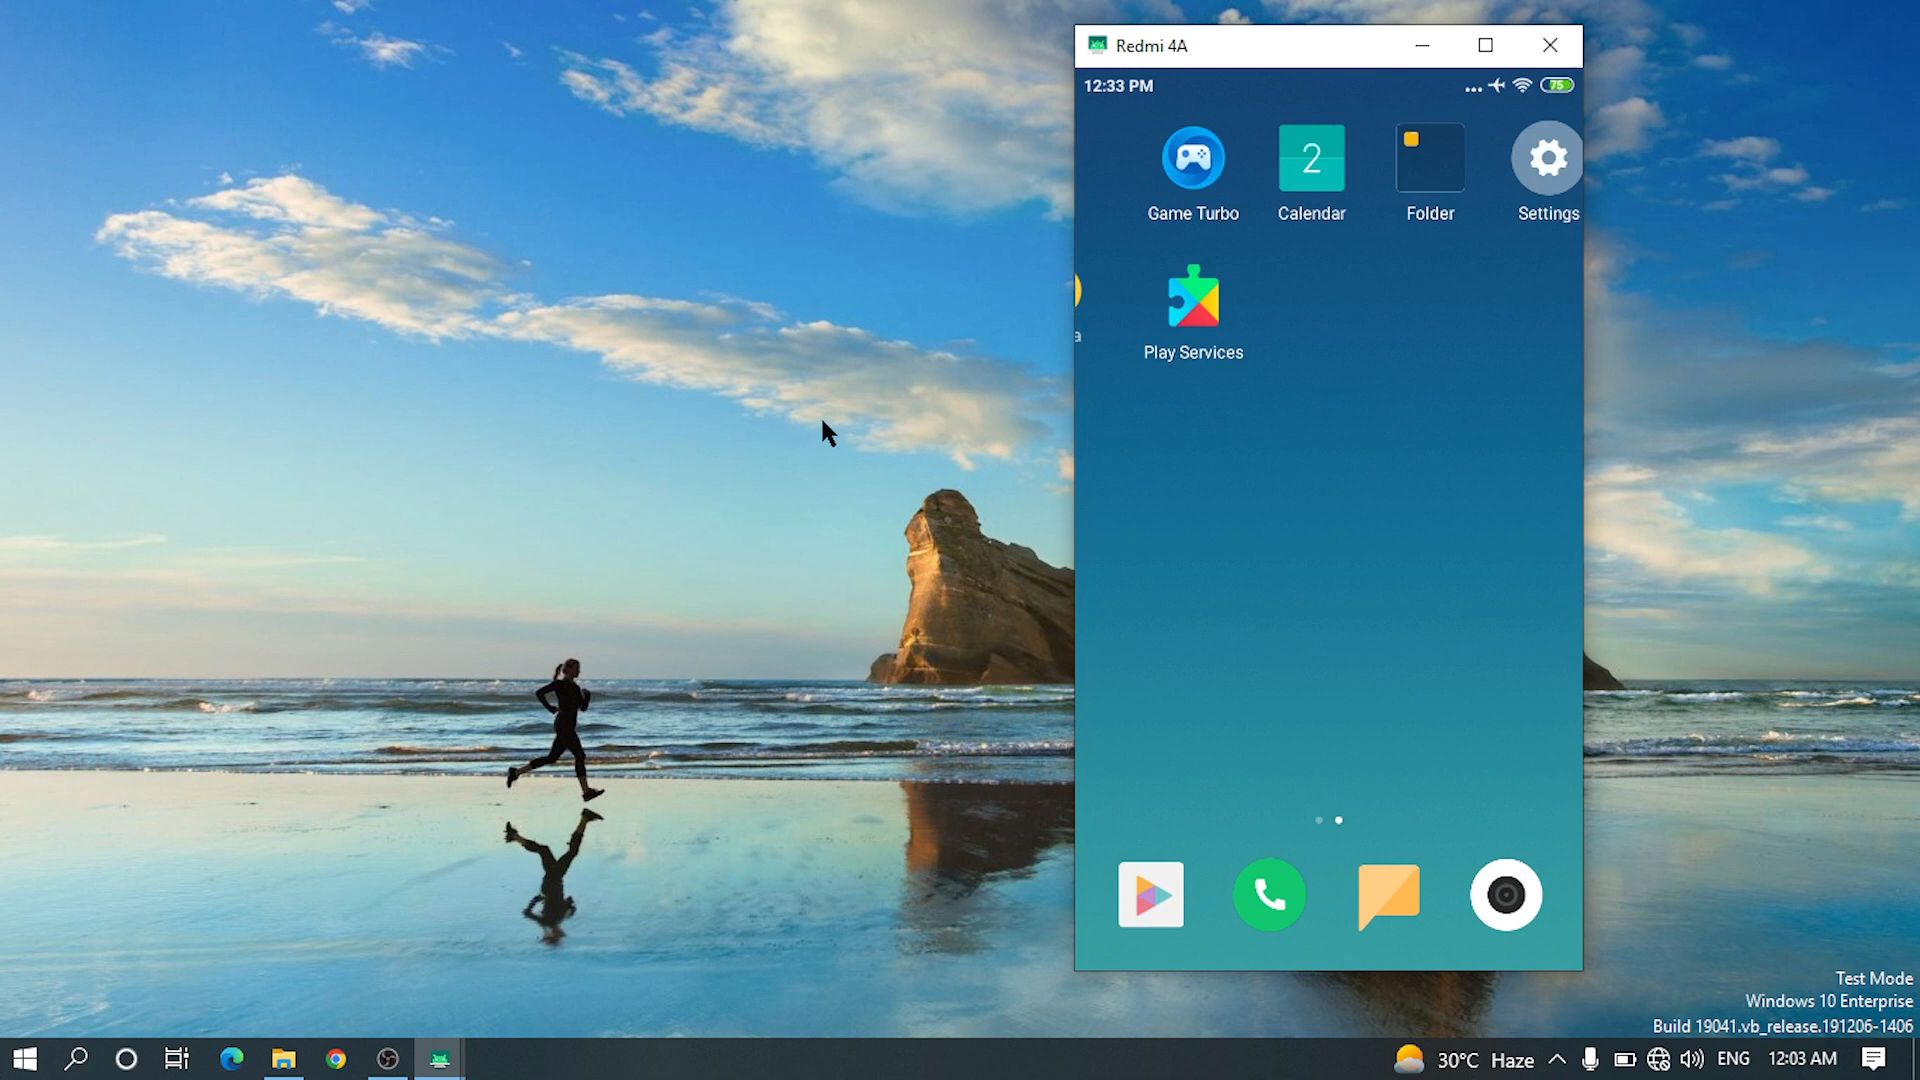 Redmi 4A
12:33 PM
75
2
Game Turbo
Calendar
Folder
Settings
a
Play Services
Test Mode
Windows 10 Enterprise
Build 19041.vb_release.191206-1406
30°C Haze
ENG
12:03 AM